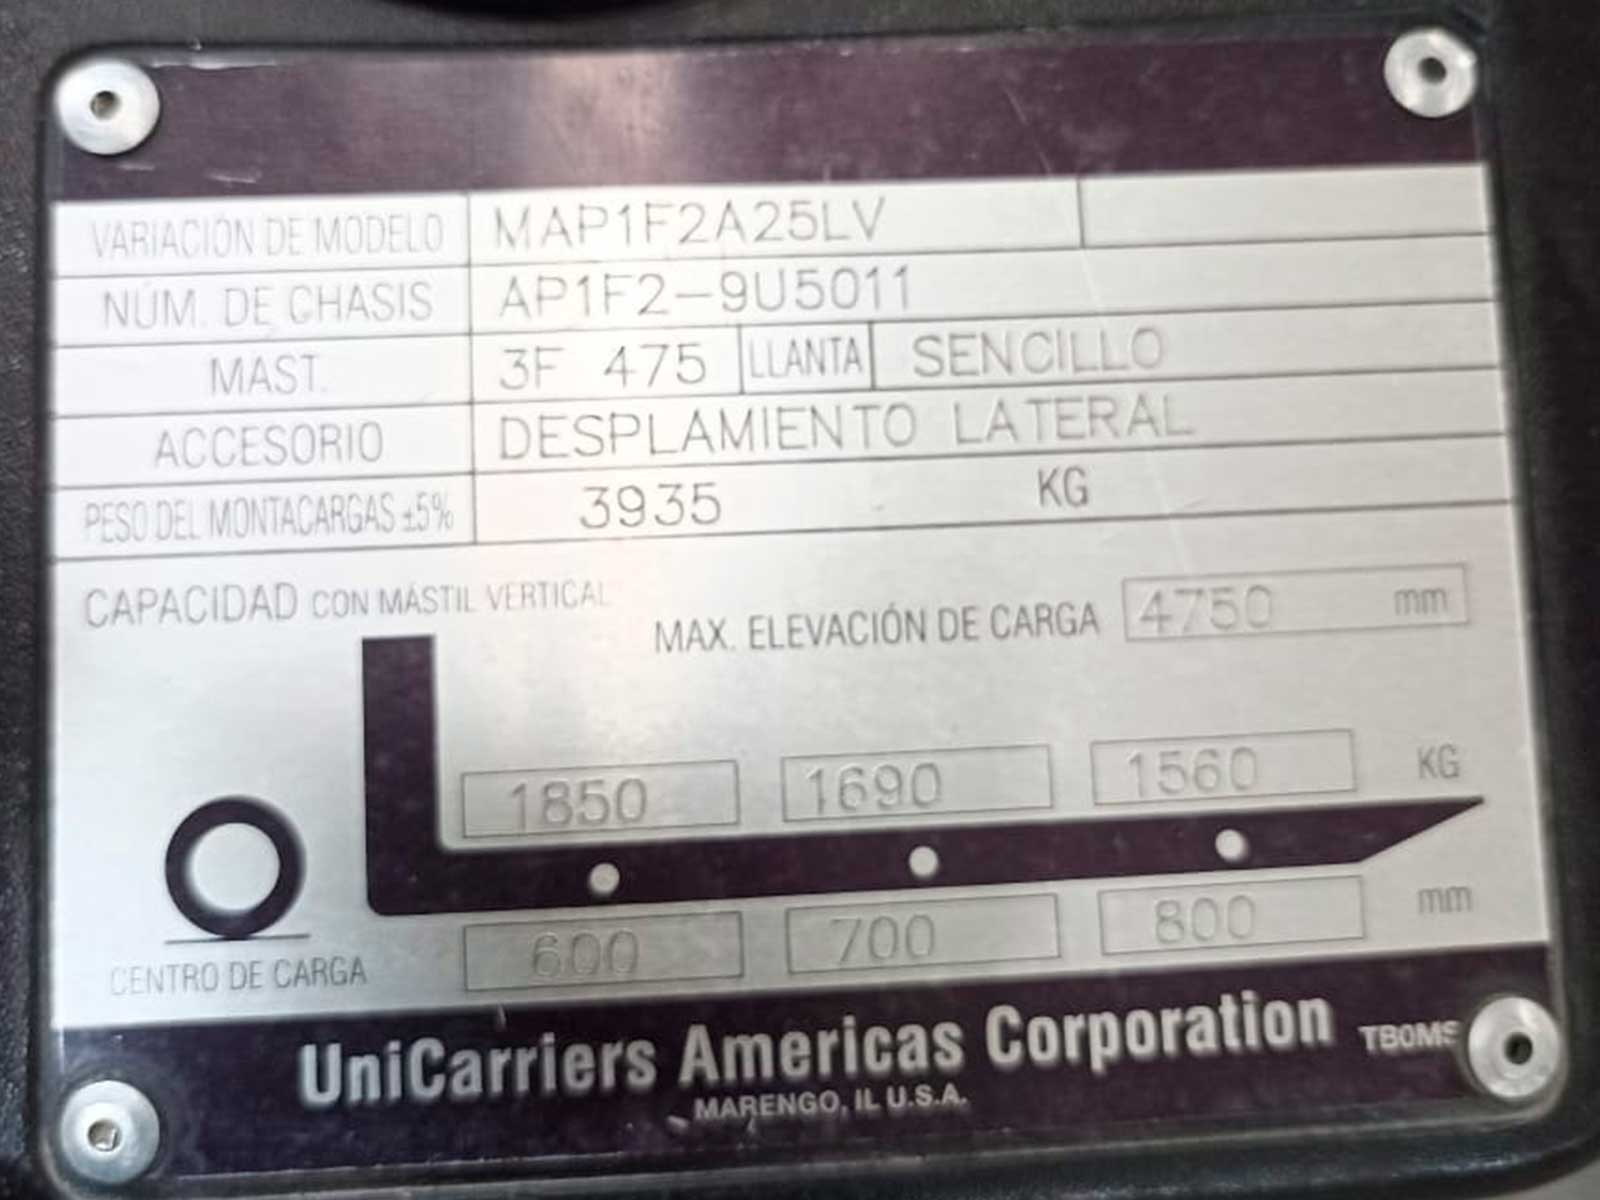 VARIACIÓN DE MODELO MAP1F2A25LV
NÚM. DE CHASIS AP1F2-9U5011
MAST. 3F 475 LLANTA SENCILLO
ACCESORIO DESPLAMIENTO LATERAL
PESO DEL MONTACARGAS ±5% 3935 KG
CAPACIDAD CON MÁSTIL VERTICAL
MAX. ELEVACIÓN DE CARGA 4750 mm
1850 1690 1560 KG
600 700 800 mm
CENTRO DE CARGA
UniCarriers Americas Corporation TB0MS
MARENGO, IL U.S.A.